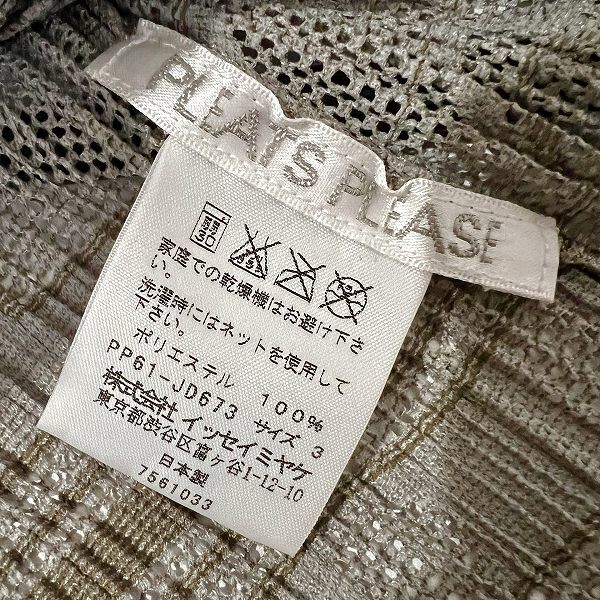 PLEATS PLEASE
家庭での乾燥機はお避け下さ
い。
洗濯時にはネットを使用して
下さい。
ポリエステル 100%
PP61-JD673 サイズ 3
株式会社 イッセイミヤケ
東京都渋谷区富ヶ谷1-12-10
日本製
7561033